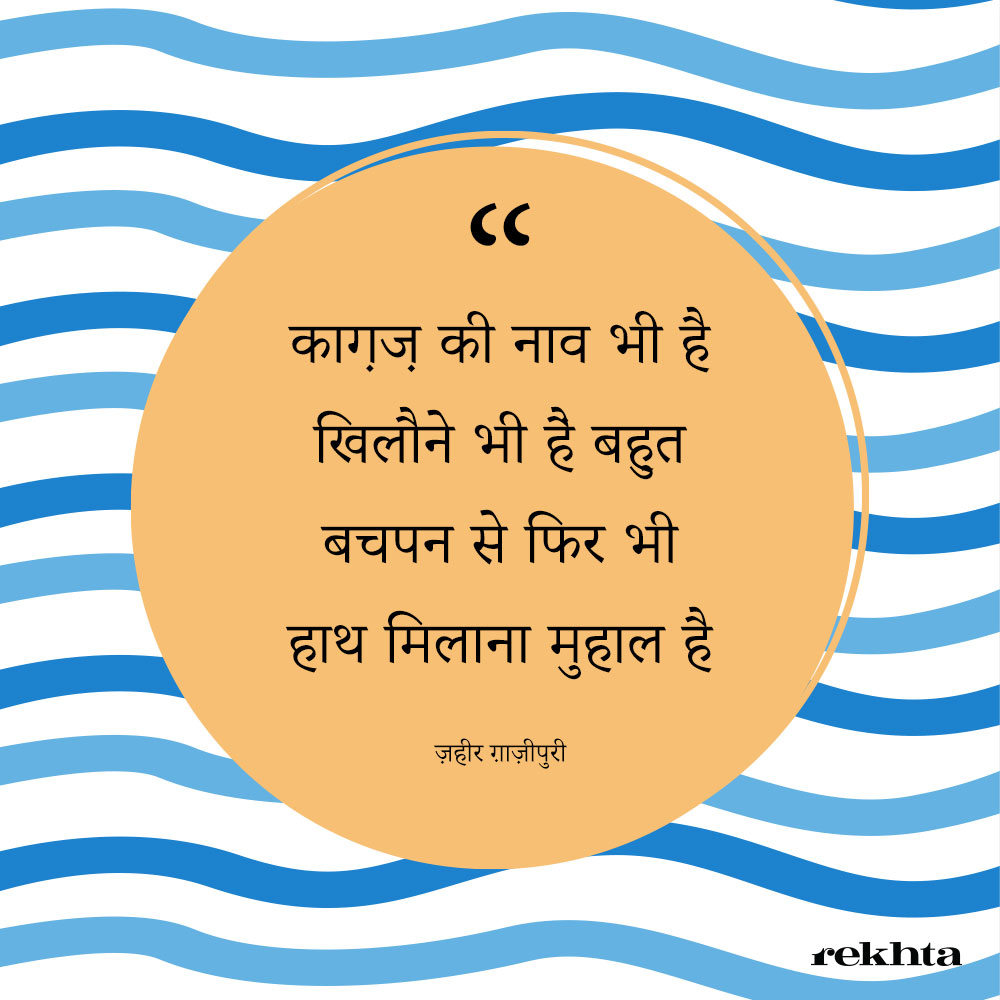 “
काग़ज़ की नाव भी है
खिलौने भी है बहुत
बचपन से फिर भी
हाथ मिलाना मुहाल है
ज़हीर ग़ाज़ीपुरी
rekhta